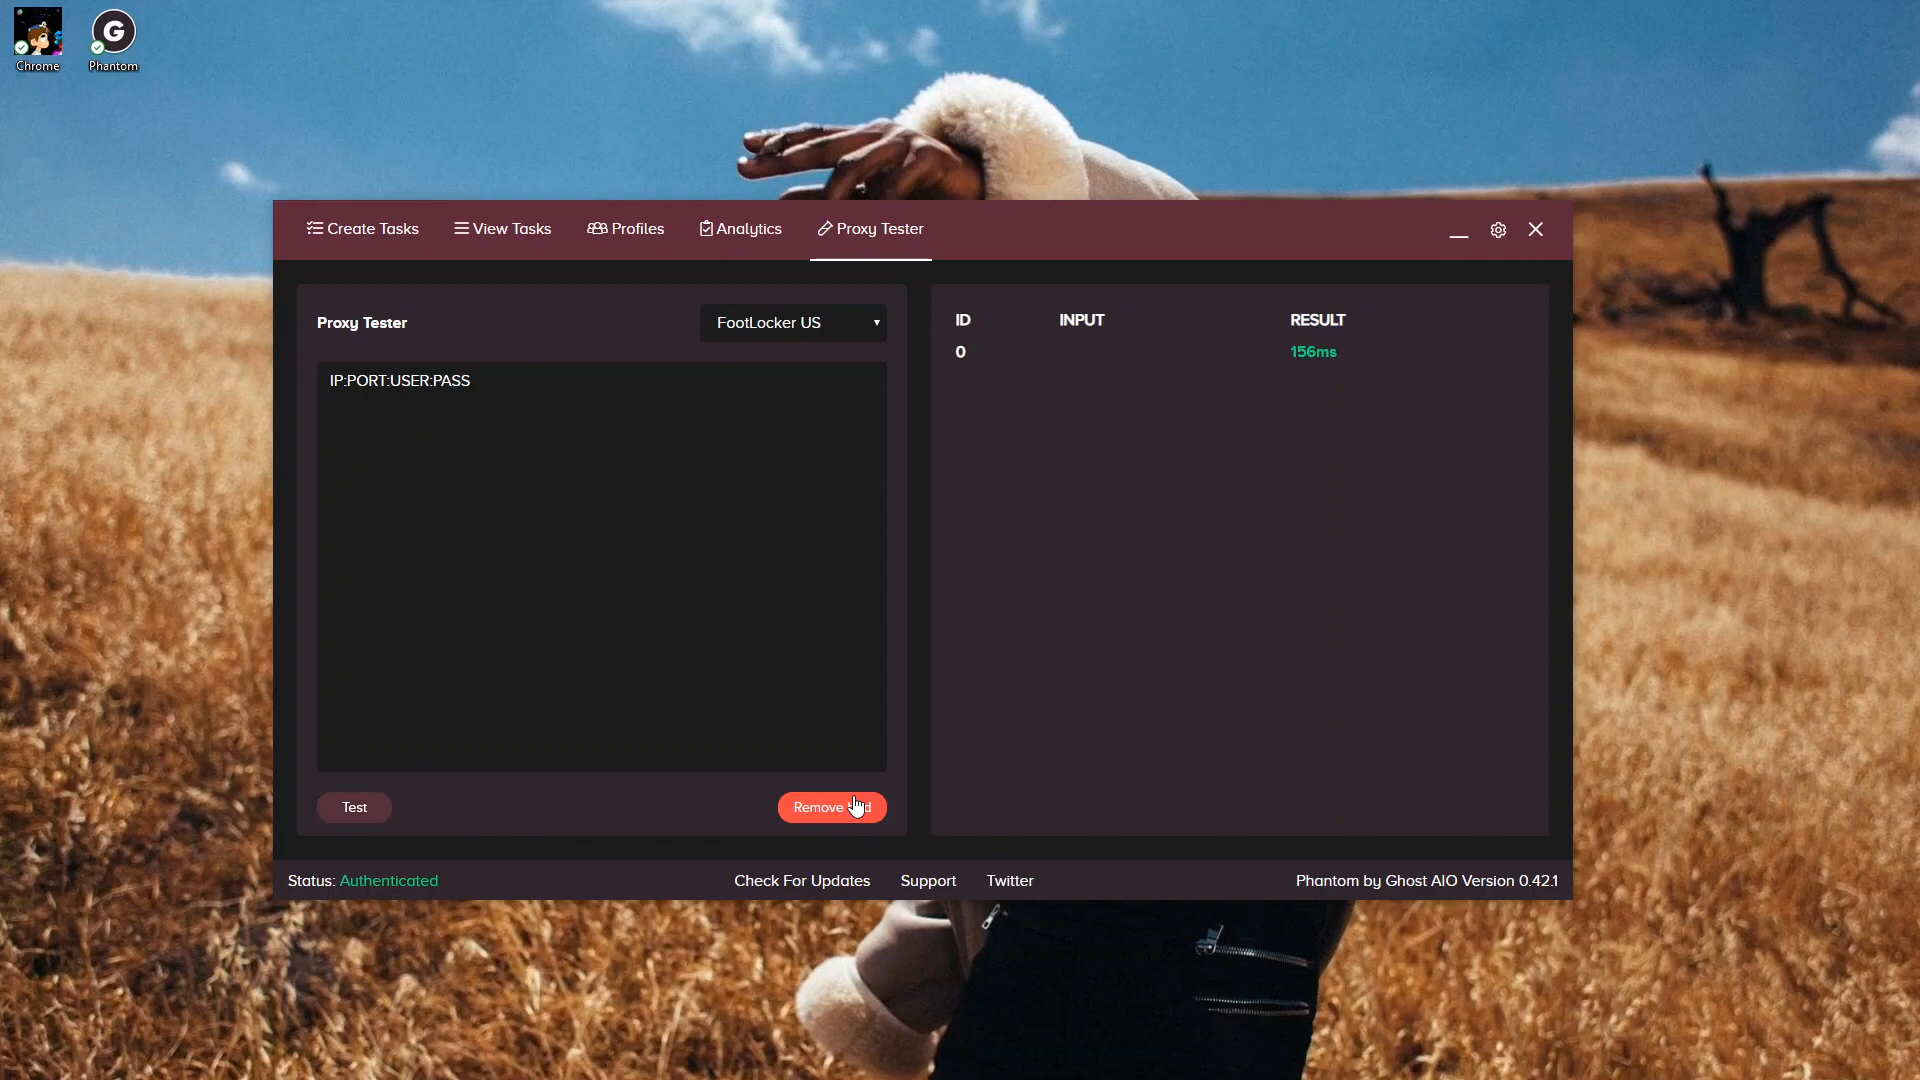 Chrome
G
Phantom
Create Tasks
View Tasks
Profiles
Analytics
Proxy Tester
Proxy Tester
FootLocker US
IP:PORT:USER:PASS
Test
Remove
ID INPUT RESULT
0 156ms
Status: Authenticated
Check For Updates
Support
Twitter
Phantom by Ghost AIO Version 0.42.1